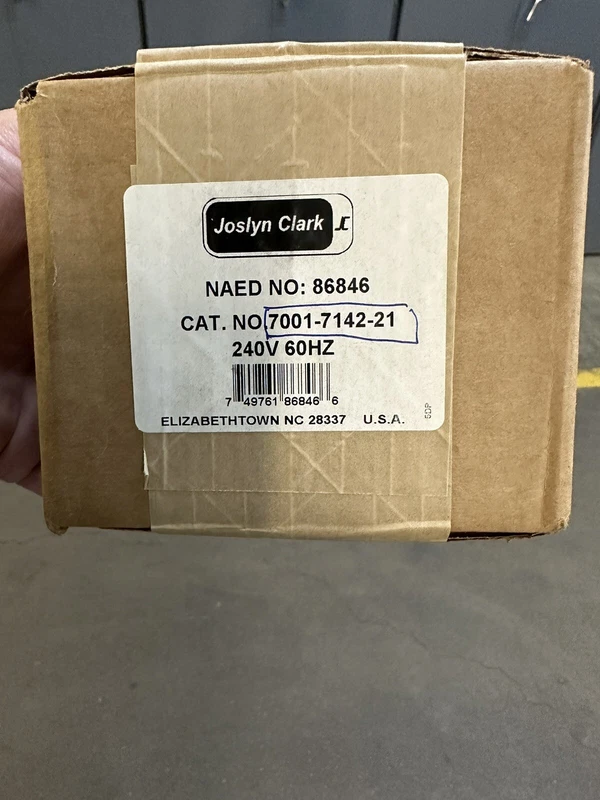 Joslyn Clark JC
NAED NO: 86846
CAT. NO. 7001-7142-21
240V 60HZ
7 49761 86846 6
ELIZABETHTOWN NC 28337 U.S.A.